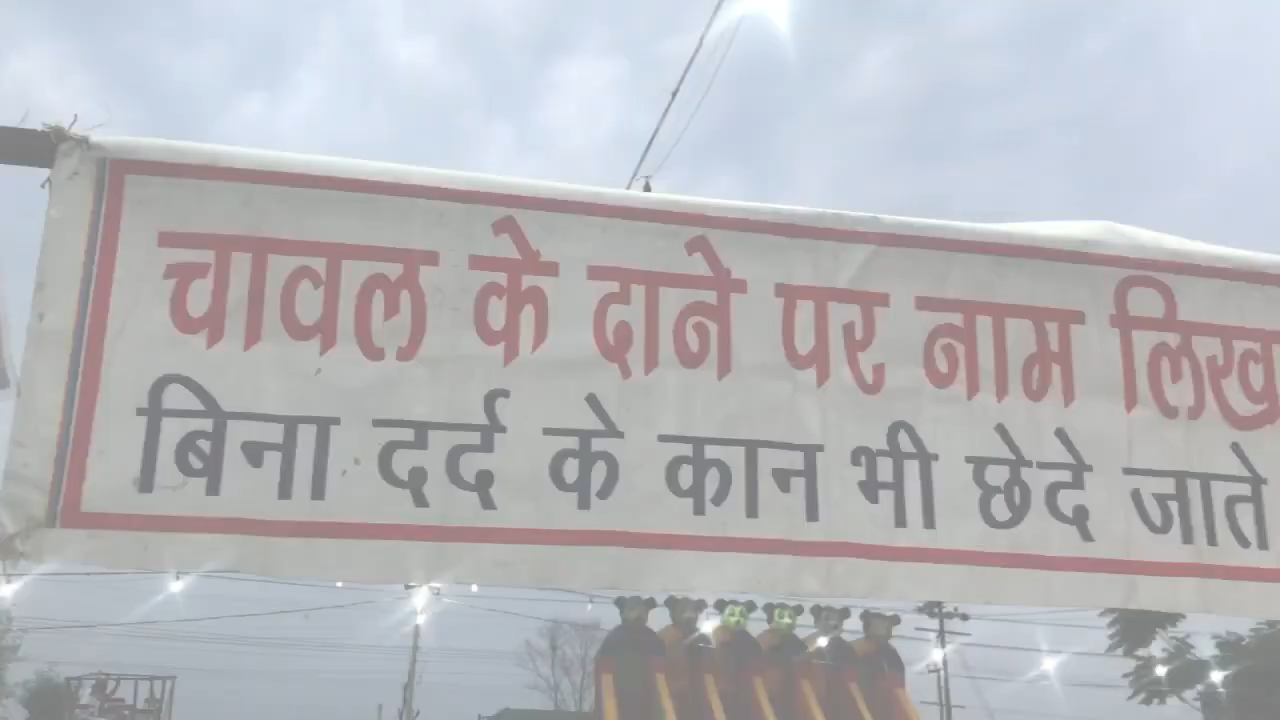 चावल के दाने पर नाम लिख
बिना दर्द के कान भी छेदे जाते